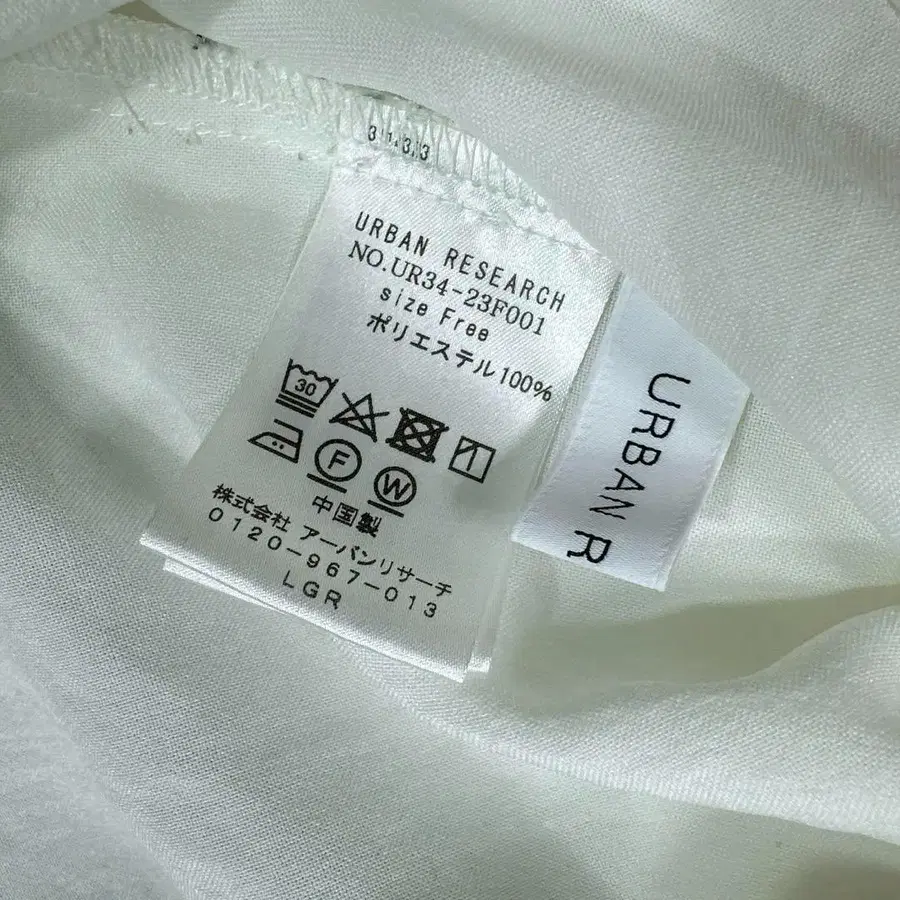 URBAN RESEARCH
NO.UR34-23F001
size Free
ポリエステル100%
30
F W
中国製
株式会社 アーバンリサーチ
0120-967-013
LGR
URBAN R